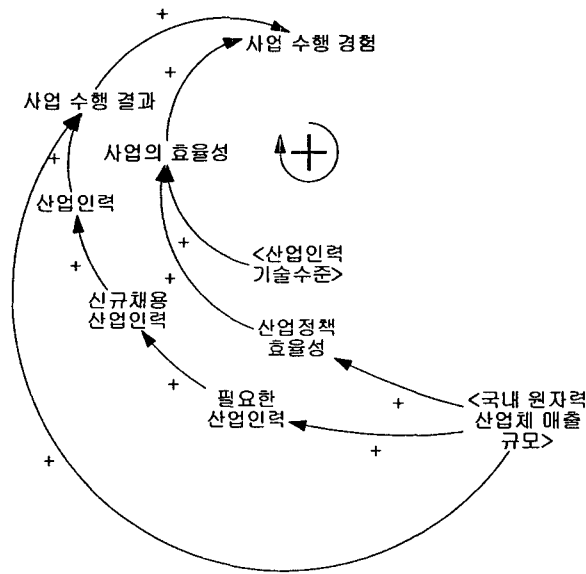 +
사업 수행 경험
+
사업 수행 결과
+
사업의 효율성
+
산업인력
+
<산업인력
기술수준>
+
+
+
신규채용
산업인력
산업정책
효율성
+
필요한
산업인력
+
<국내 원자력
산업체 매출
규모>
+
+